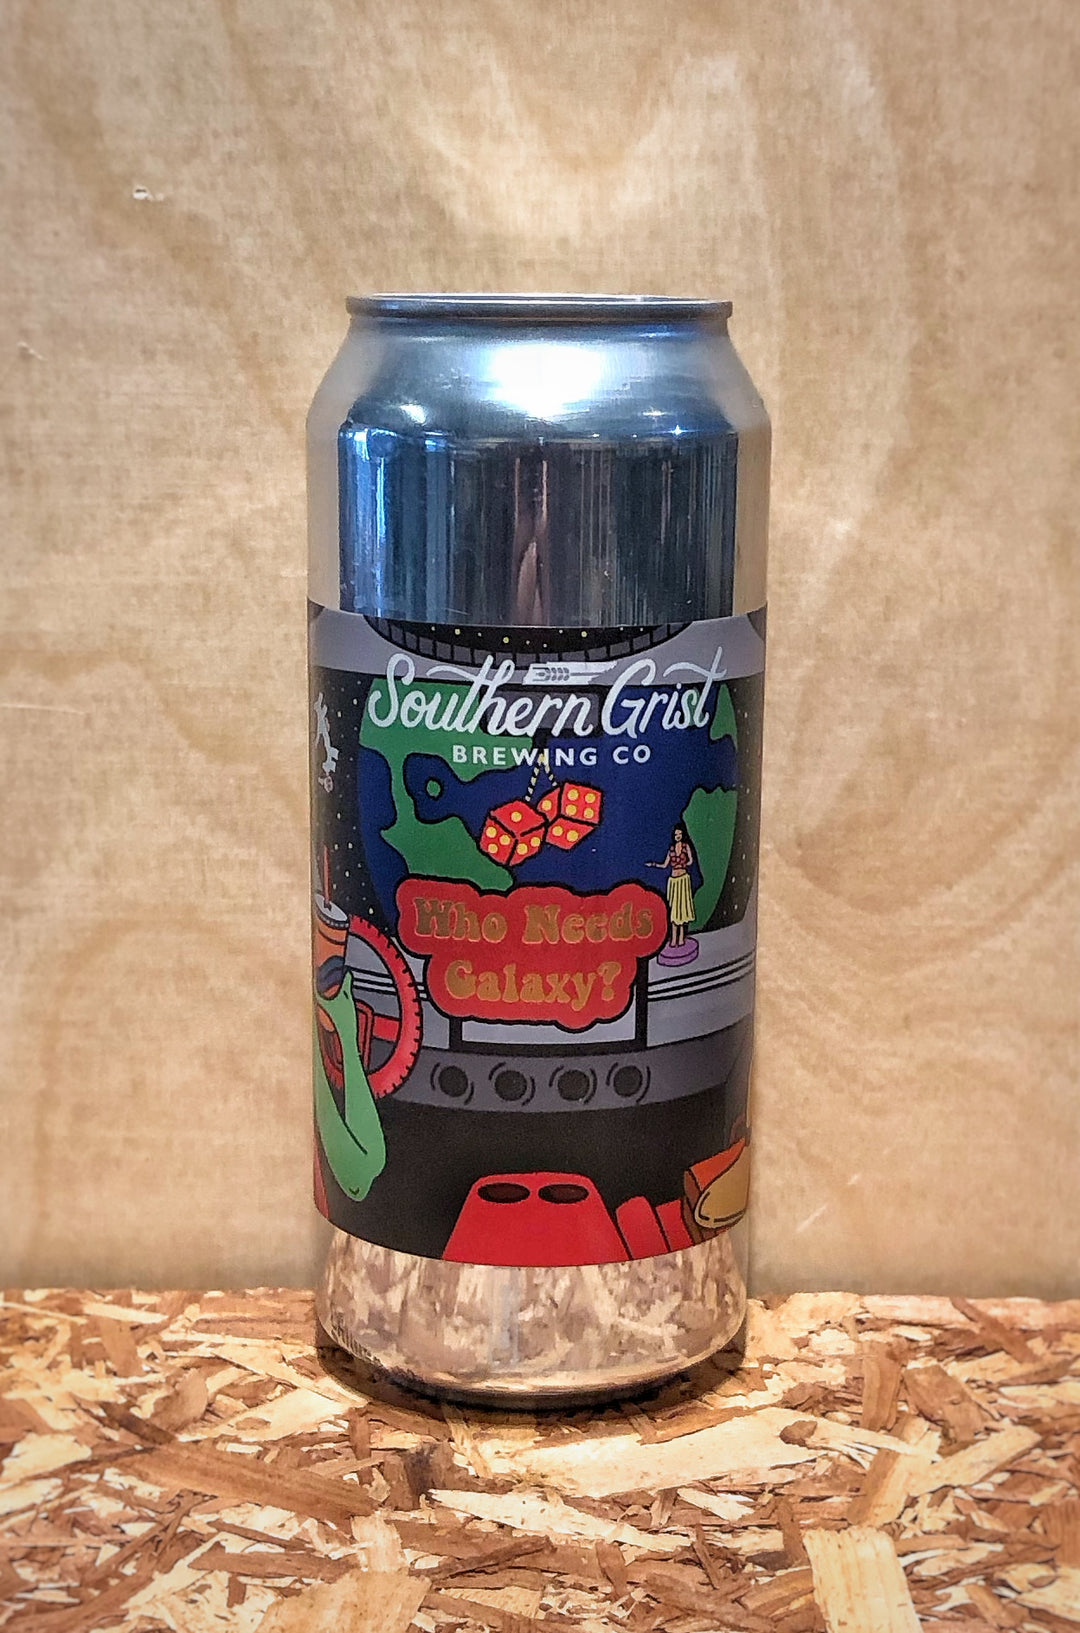 Southern Grist
BREWING CO
Who Needs
Galaxy?